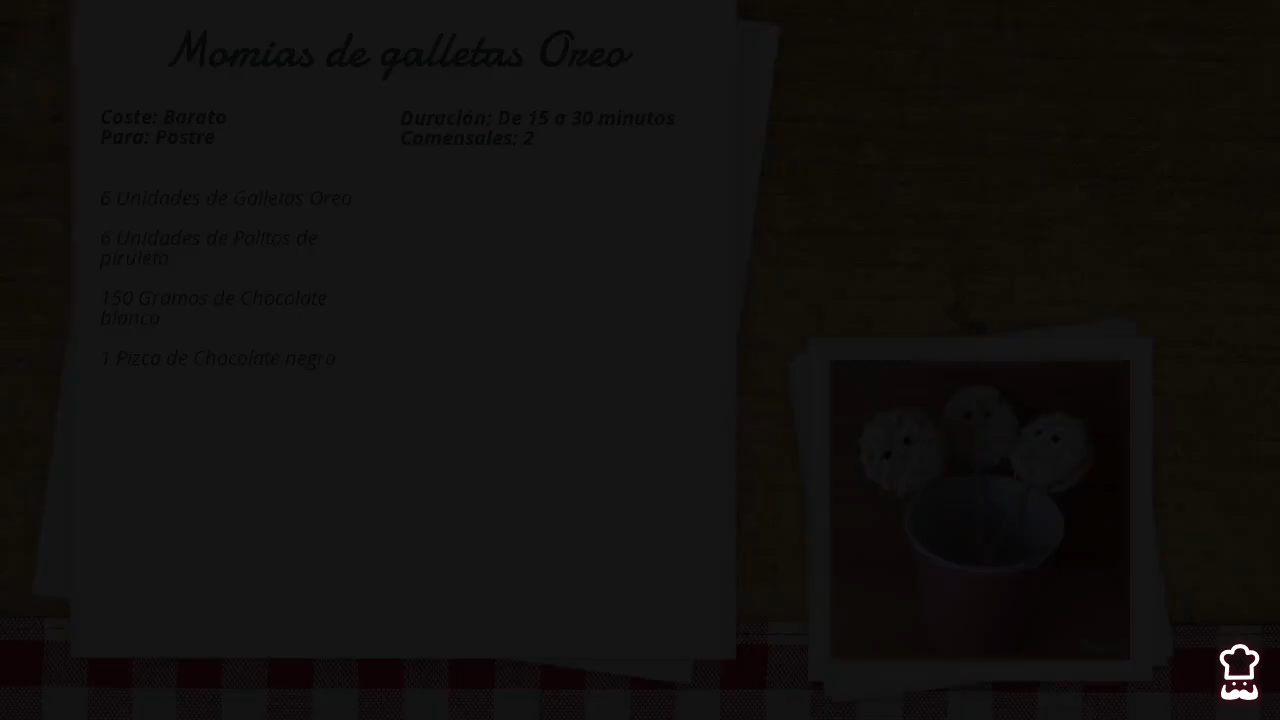 Momias de galletas Oreo
Coste: Barato
Para: Postre
Duración: De 15 a 30 minutos
Comensales: 2
6 Unidades de Galletas Oreo
6 Unidades de Palitos de
piruleta
150 Gramos de Chocolate
blanco
1 Pizca de Chocolate negro